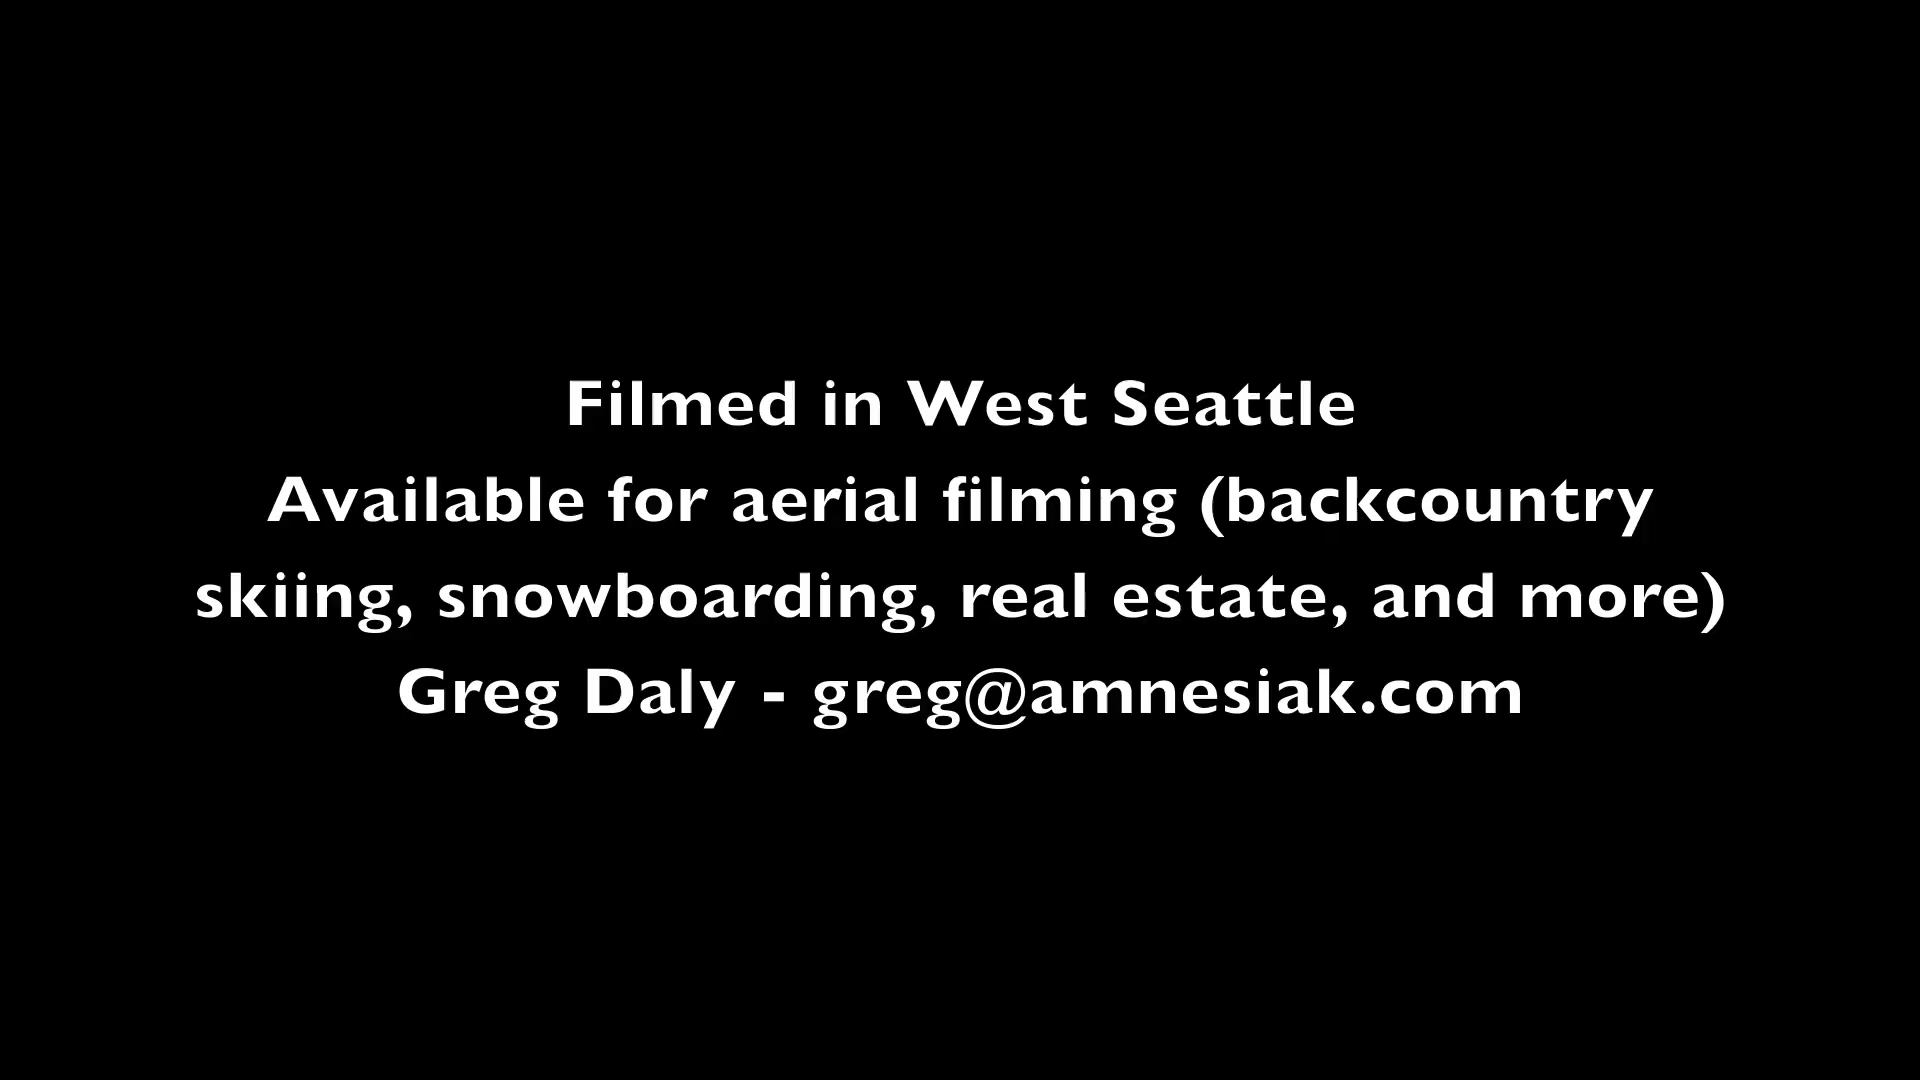 Filmed in West Seattle
Available for aerial filming (backcountry
skiing, snowboarding, real estate, and more)
Greg Daly - greg@amnesiak.com